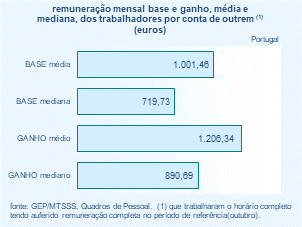 remuneração mensal base e ganho, média e
mediana, dos trabalhadores por conta de outrem (1)
(euros)
Portugal
BASE média 1.001,46
BASE mediana 719,73
GANHO médio 1.206,34
GANHO mediano 890,69
fonte: GEP/MTSSS, Quadros de Pessoal. (1) que trabalharam o horário completo
tendo auferido remuneração completa no período de referência(outubro).